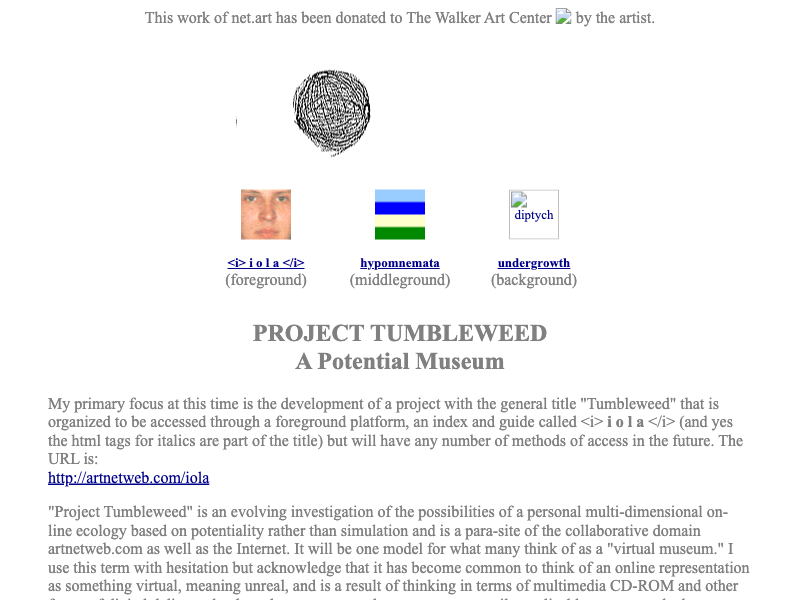 This work of net.art has been donated to The Walker Art Center by the artist.
diptych
<i> i o l a </i>
(foreground)
hypomnemata
(middleground)
undergrowth
(background)
PROJECT TUMBLEWEED
A Potential Museum
My primary focus at this time is the development of a project with the general title "Tumbleweed" that is
organized to be accessed through a foreground platform, an index and guide called <i> i o l a </i> (and yes
the html tags for italics are part of the title) but will have any number of methods of access in the future. The
URL is:
http://artnetweb.com/iola
"Project Tumbleweed" is an evolving investigation of the possibilities of a personal multi-dimensional on-
line ecology based on potentiality rather than simulation and is a para-site of the collaborative domain
artnetweb.com as well as the Internet. It will be one model for what many think of as a "virtual museum." I
use this term with hesitation but acknowledge that it has become common to think of an online representation
as something virtual, meaning unreal, and is a result of thinking in terms of multimedia CD-ROM and other